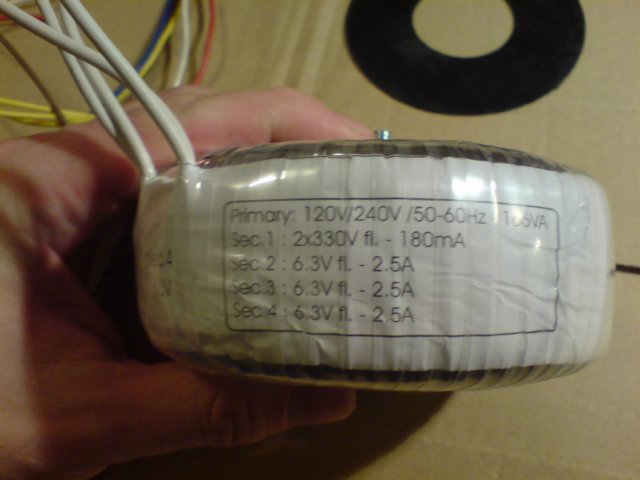 Primary: 120V/240V /50-60Hz -
Sec.1 : 2x330V fl. - 180mA
Sec.2 : 6.3V fl. - 2.5A
Sec.3 : 6.3V fl. - 2.5A
Sec.4 : 6.3V fl. - 2.5A